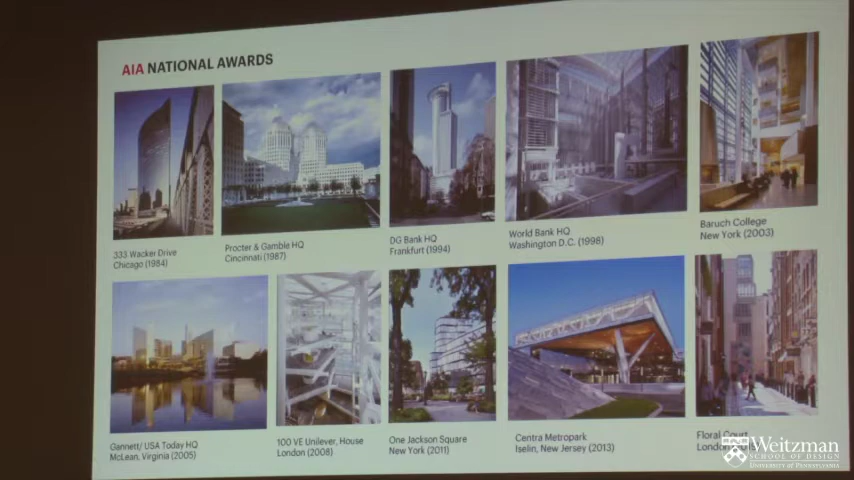 AIA NATIONAL AWARDS
333 Wacker Drive
Chicago (1984)
Procter & Gamble HQ
Cincinnati (1987)
DG Bank HQ
Frankfurt (1994)
World Bank HQ
Washington D.C. (1998)
Baruch College
New York (2003)
Gannett/ USA Today HQ
McLean, Virginia (2005)
100 VE Unilever, House
London (2008)
One Jackson Square
New York (2011)
Centra Metropark
Iselin, New Jersey (2013)
Floral Court
London
Weitzman
SCHOOL OF DESIGN
UNIVERSITY of PENNSYLVANIA